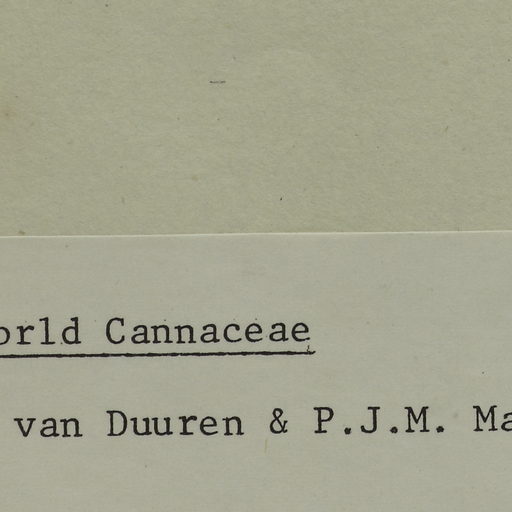 orld Cannaceae
van Duuren & P.J.M. Ma